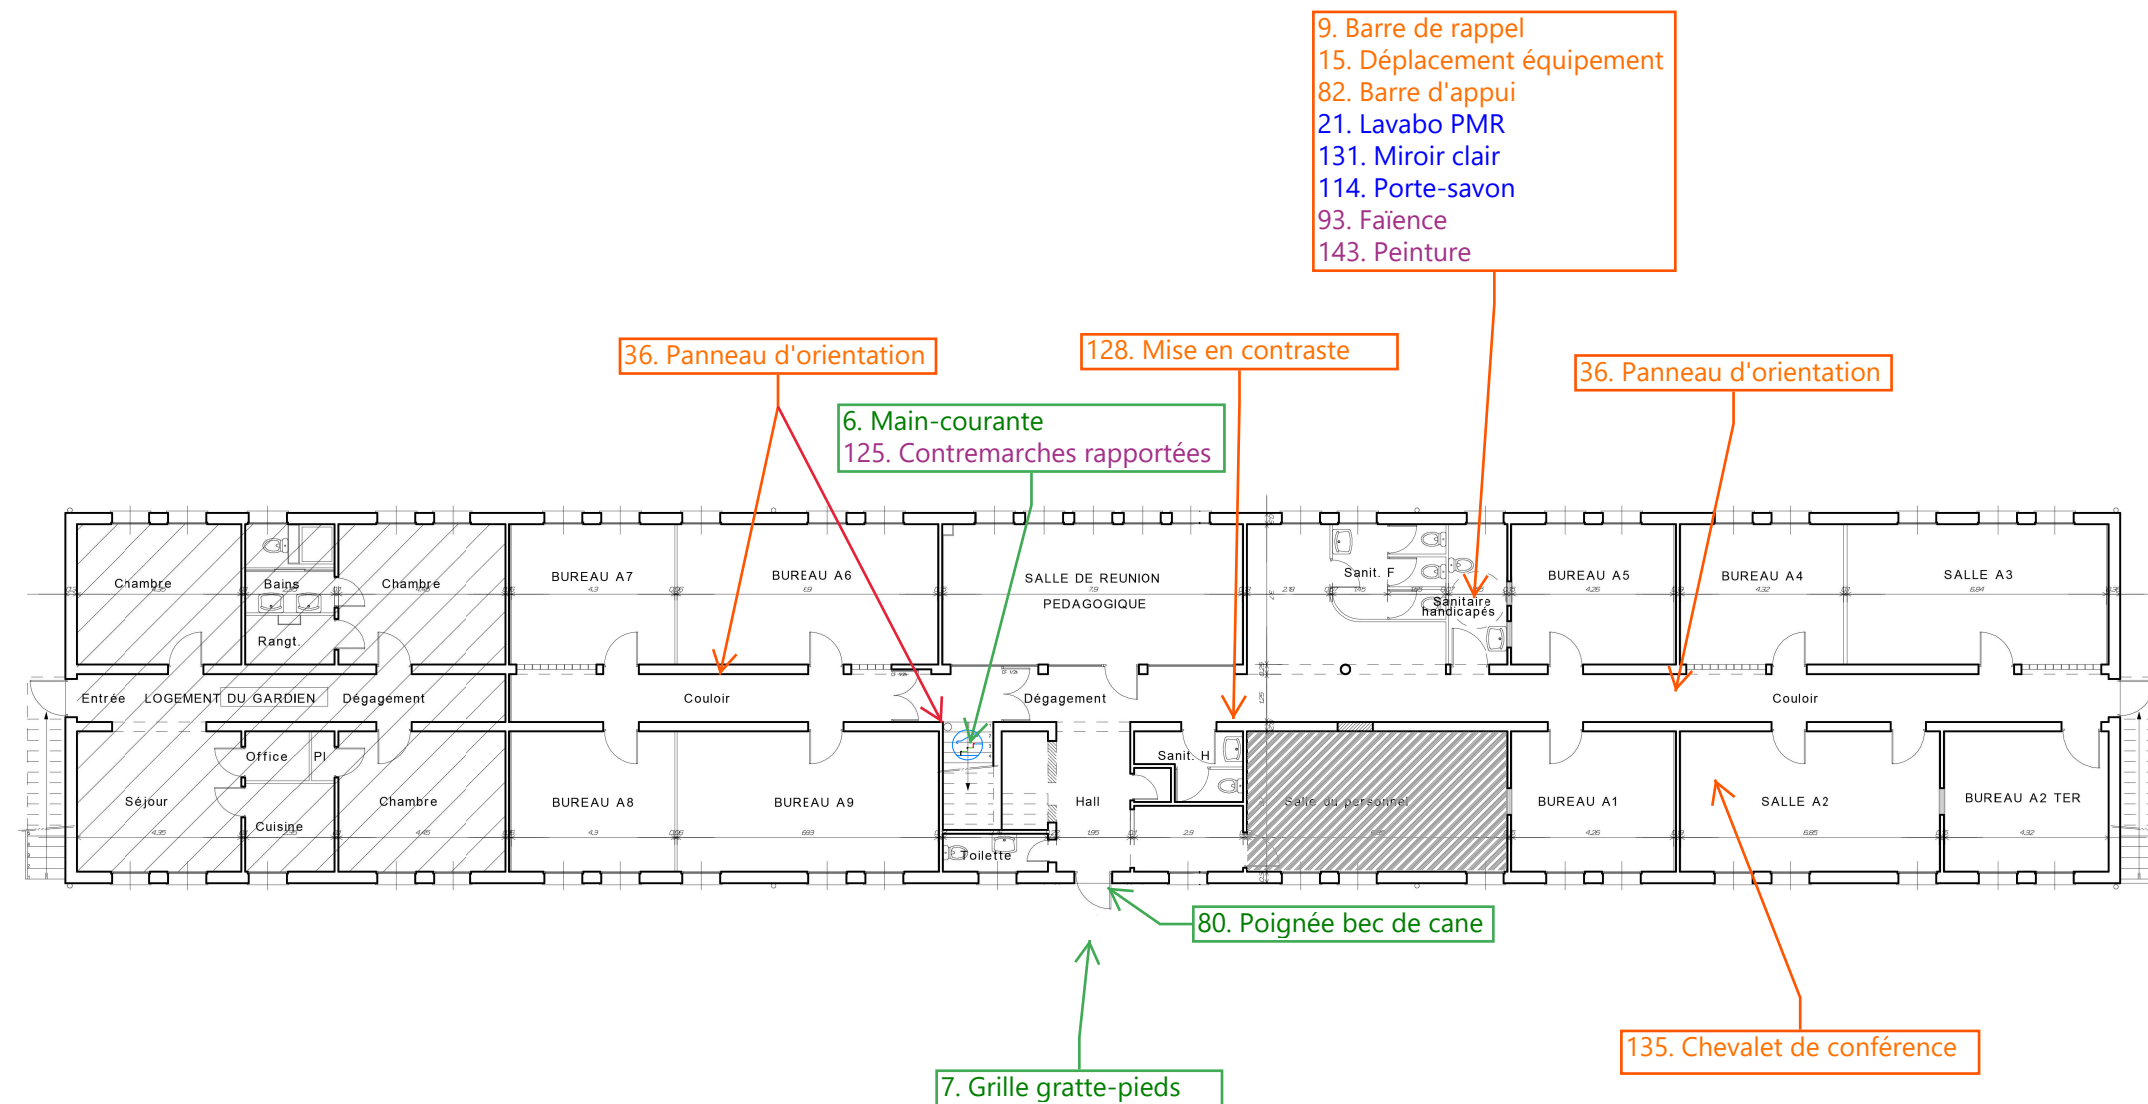 9. Barre de rappel
15. Déplacement équipement
82. Barre d'appui
21. Lavabo PMR
131. Miroir clair
114. Porte-savon
93. Faïence
143. Peinture
36. Panneau d'orientation
128. Mise en contraste
36. Panneau d'orientation
6. Main-courante
125. Contremarches rapportées
Chambre
Bains
Chambre
BUREAU A7
BUREAU A6
SALLE DE REUNION
PEDAGOGIQUE
Sanit. F
Sanitaire
handicapés
BUREAU A5
BUREAU A4
SALLE A3
Rangt.
Entrée
LOGEMENT DU GARDIEN
Dégagement
Couloir
Dégagement
Couloir
Office
Pl
Sanit. H
Séjour
Cuisine
Chambre
BUREAU A8
BUREAU A9
Hall
Salle du personnel
BUREAU A1
SALLE A2
BUREAU A2 TER
Toilette
80. Poignée bec de cane
135. Chevalet de conférence
7. Grille gratte-pieds